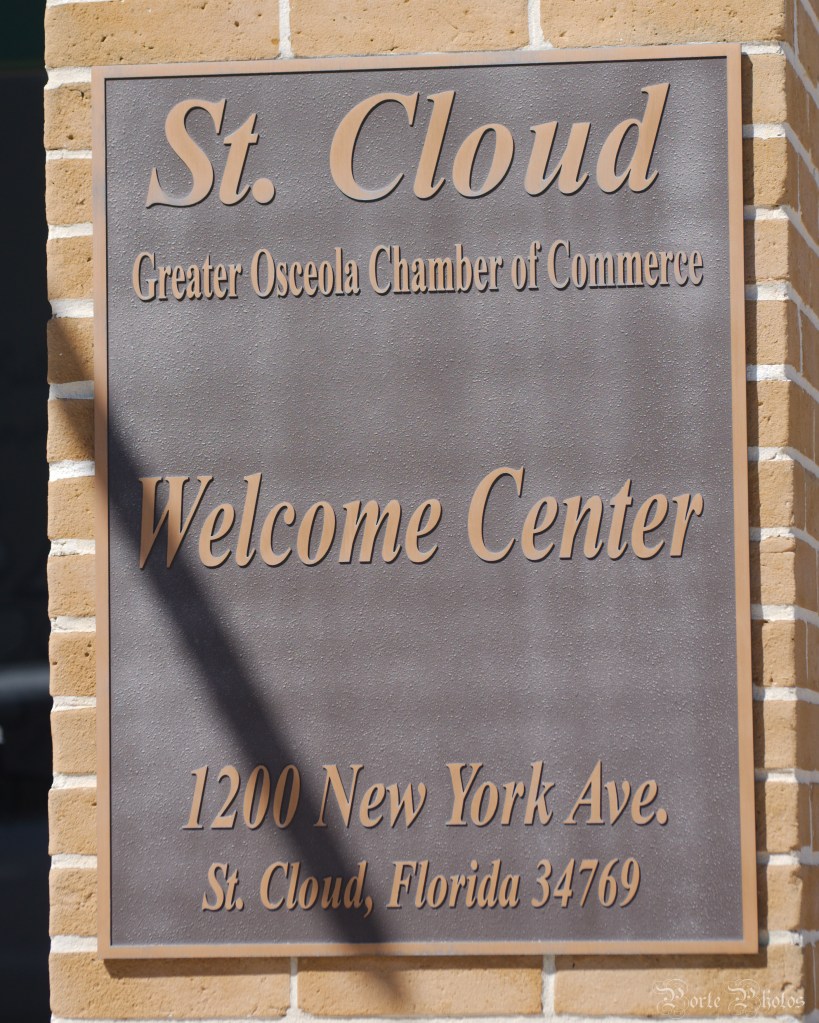 St. Cloud
Greater Osceola Chamber of Commerce
Welcome Center
1200 New York Ave.
St. Cloud, Florida 34769
Porte Photos